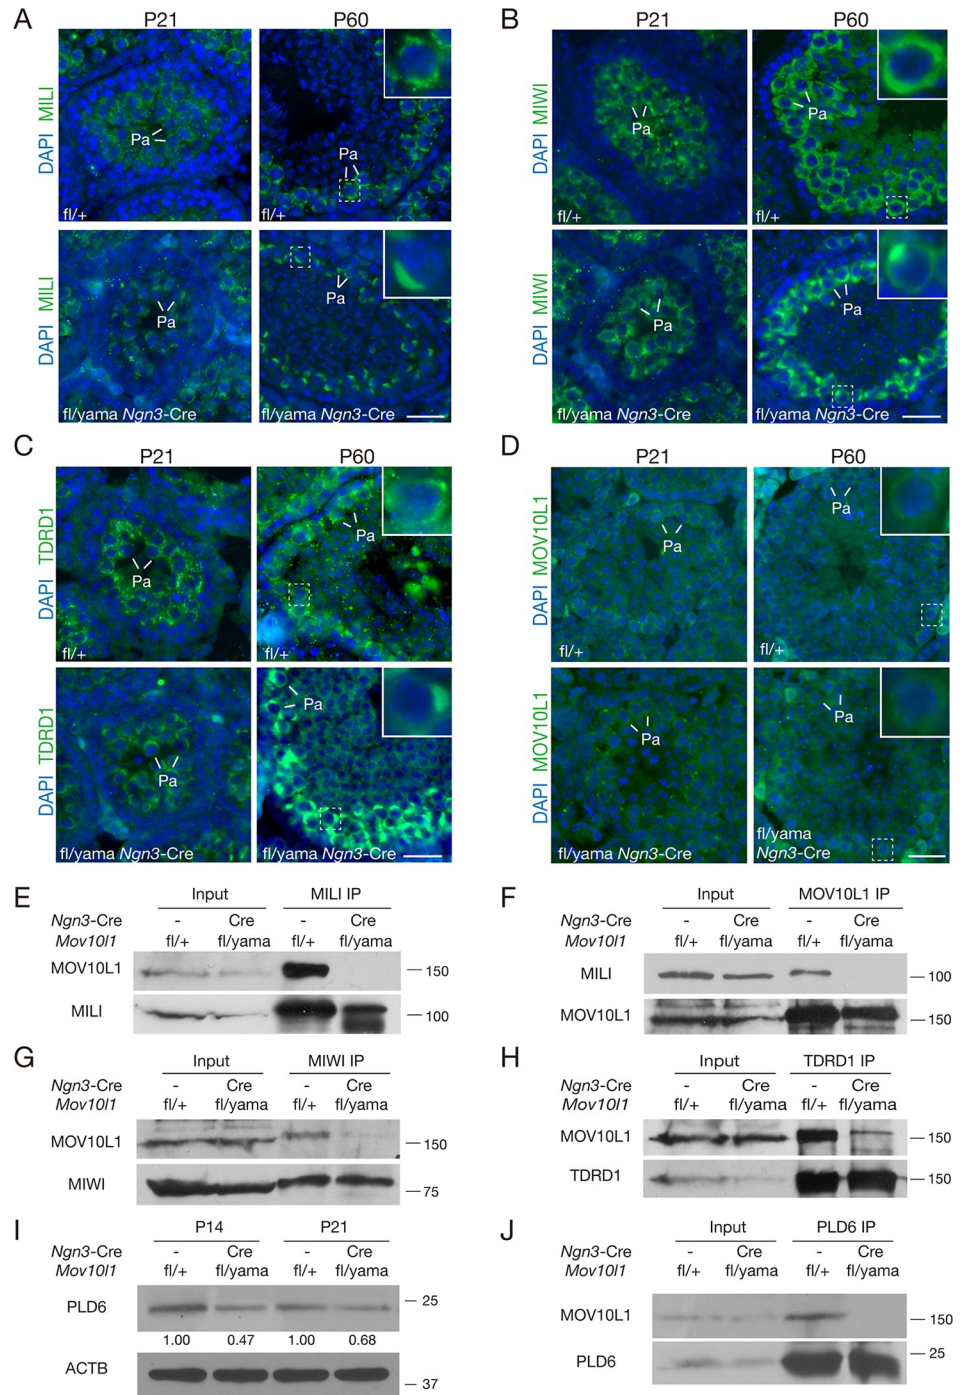 A
P21
P60
DAPI MILI
Pa
fl/+
Pa
fl/+
DAPI MILI
Pa
fl/yama Ngn3-Cre
Pa
B
P21
P60
DAPI MIWI
Pa
fl/+
Pa
fl/+
DAPI MIWI
Pa
fl/yama Ngn3-Cre
Pa
fl/yama Ngn3-Cre
C
P21
P60
DAPI TDRD1
Pa
fl/+
Pa
fl/+
DAPI TDRD1
Pa
fl/yama Ngn3-Cre
Pa
fl/yama Ngn3-Cre
D
P21
P60
DAPI MOV10L1
Pa
fl/+
Pa
fl/+
DAPI MOV10L1
Pa
fl/yama Ngn3-Cre
Pa
fl/yama
Ngn3-Cre
E
Input MILI IP
Ngn3-Cre - Cre - Cre
Mov10l1 fl/+ fl/yama fl/+ fl/yama
MOV10L1 150
MILI 100
F
Input MOV10L1 IP
Ngn3-Cre - Cre - Cre
Mov10l1 fl/+ fl/yama fl/+ fl/yama
MILI 100
MOV10L1 150
G
Input MIWI IP
Ngn3-Cre - Cre - Cre
Mov10l1 fl/+ fl/yama fl/+ fl/yama
MOV10L1 150
MIWI 75
H
Input TDRD1 IP
Ngn3-Cre - Cre - Cre
Mov10l1 fl/+ fl/yama fl/+ fl/yama
MOV10L1 150
TDRD1 150
I
P14 P21
Ngn3-Cre - Cre - Cre
Mov10l1 fl/+ fl/yama fl/+ fl/yama
PLD6 25
1.00 0.47 1.00 0.68
ACTB 37
J
Input PLD6 IP
Ngn3-Cre - Cre - Cre
Mov10l1 fl/+ fl/yama fl/+ fl/yama
MOV10L1 150
PLD6 25